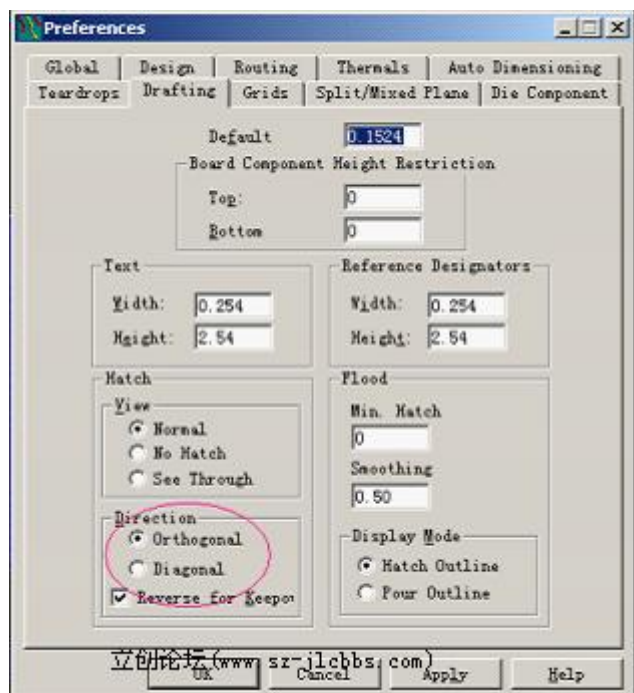 Preferences
Global Design Routing Thermals Auto Dimensioning
Teardrops Drafting Grids Split/Mixed Plane Die Component
Default 0.1524
Board Component Height Restriction
Top: 0
Bottom 0
Text
Width: 0.254
Height: 2.54
Reference Designators
Width: 0.254
Height: 2.54
Hatch
View
Normal
No Hatch
See Through
Direction
Orthogonal
Diagonal
Reverse for Keepou
Flood
Min. Hatch
0
Smoothing
0.50
Display Mode
Hatch Outline
Pour Outline
立创论坛(www.sz-jlcbbs.com)
OK Cancel Apply Help